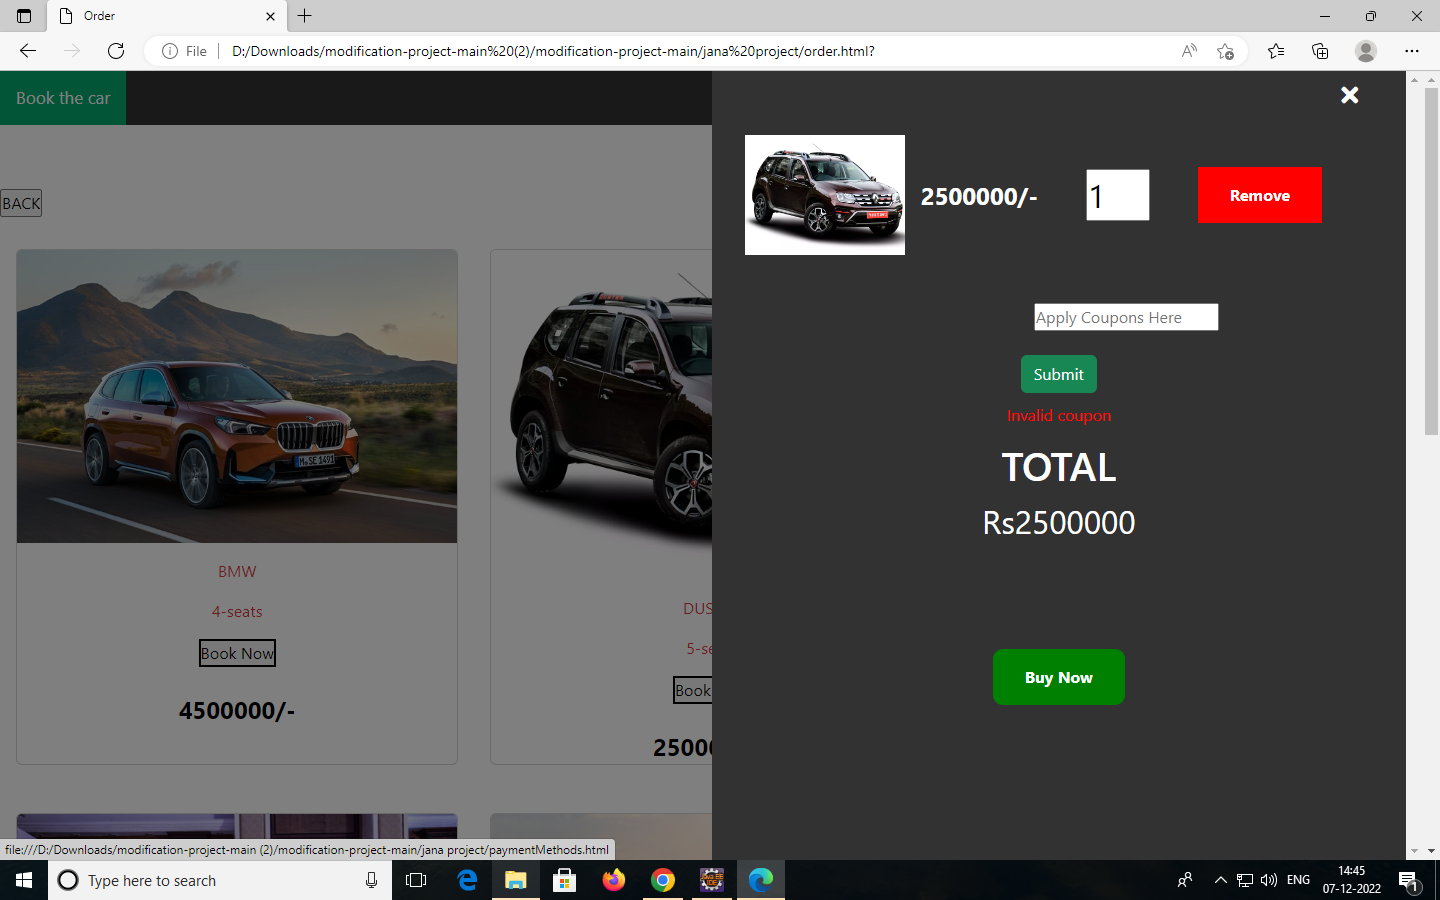 Order
File
D:/Downloads/modification-project-main%20(2)/modification-project-main/jana%20project/order.html?
Book the car
BACK
2500000/-
1
Remove
Apply Coupons Here
Submit
Invalid coupon
TOTAL
Rs2500000
Buy Now
M·SE 1491
BMW
4-seats
Book Now
4500000/-
DUS
5-se
Book
2500
file:///D:/Downloads/modification-project-main (2)/modification-project-main/jana project/paymentMethods.html
Type here to search
ENG
14:45
07-12-2022
1